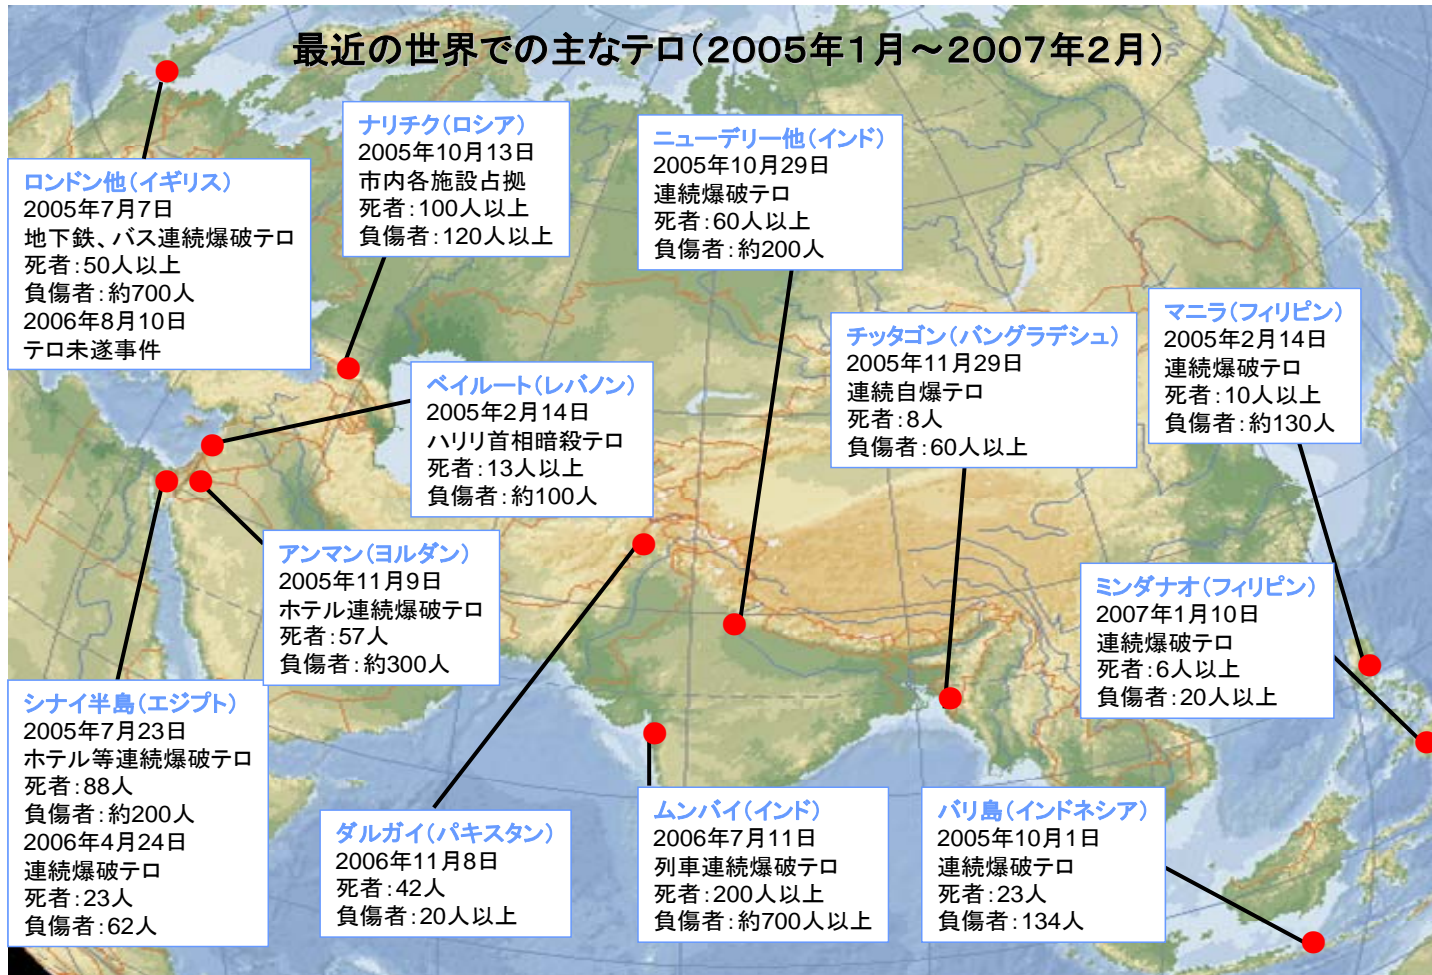 最近の世界での主なテロ（2005年1月～2007年2月）
ロンドン他（イギリス）
2005年7月7日
地下鉄、バス連続爆破テロ
死者：50人以上
負傷者：約700人
2006年8月10日
テロ未遂事件
ナリチク（ロシア）
2005年10月13日
市内各施設占拠
死者：100人以上
負傷者：120人以上
ニューデリー他（インド）
2005年10月29日
連続爆破テロ
死者：60人以上
負傷者：約200人
マニラ（フィリピン）
2005年2月14日
連続爆破テロ
死者：10人以上
負傷者：約130人
チッタゴン（バングラデシュ）
2005年11月29日
連続自爆テロ
死者：8人
負傷者：60人以上
ベイルート（レバノン）
2005年2月14日
ハリリ首相暗殺テロ
死者：13人以上
負傷者：約100人
アンマン（ヨルダン）
2005年11月9日
ホテル連続爆破テロ
死者：57人
負傷者：約300人
ミンダナオ（フィリピン）
2007年1月10日
連続爆破テロ
死者：6人以上
負傷者：20人以上
シナイ半島（エジプト）
2005年7月23日
ホテル等連続爆破テロ
死者：88人
負傷者：約200人
2006年4月24日
連続爆破テロ
死者：23人
負傷者：62人
ダルガイ（パキスタン）
2006年11月8日
死者：42人
負傷者：20人以上
ムンバイ（インド）
2006年7月11日
列車連続爆破テロ
死者：200人以上
負傷者：約700人以上
バリ島（インドネシア）
2005年10月1日
連続爆破テロ
死者：23人
負傷者：134人